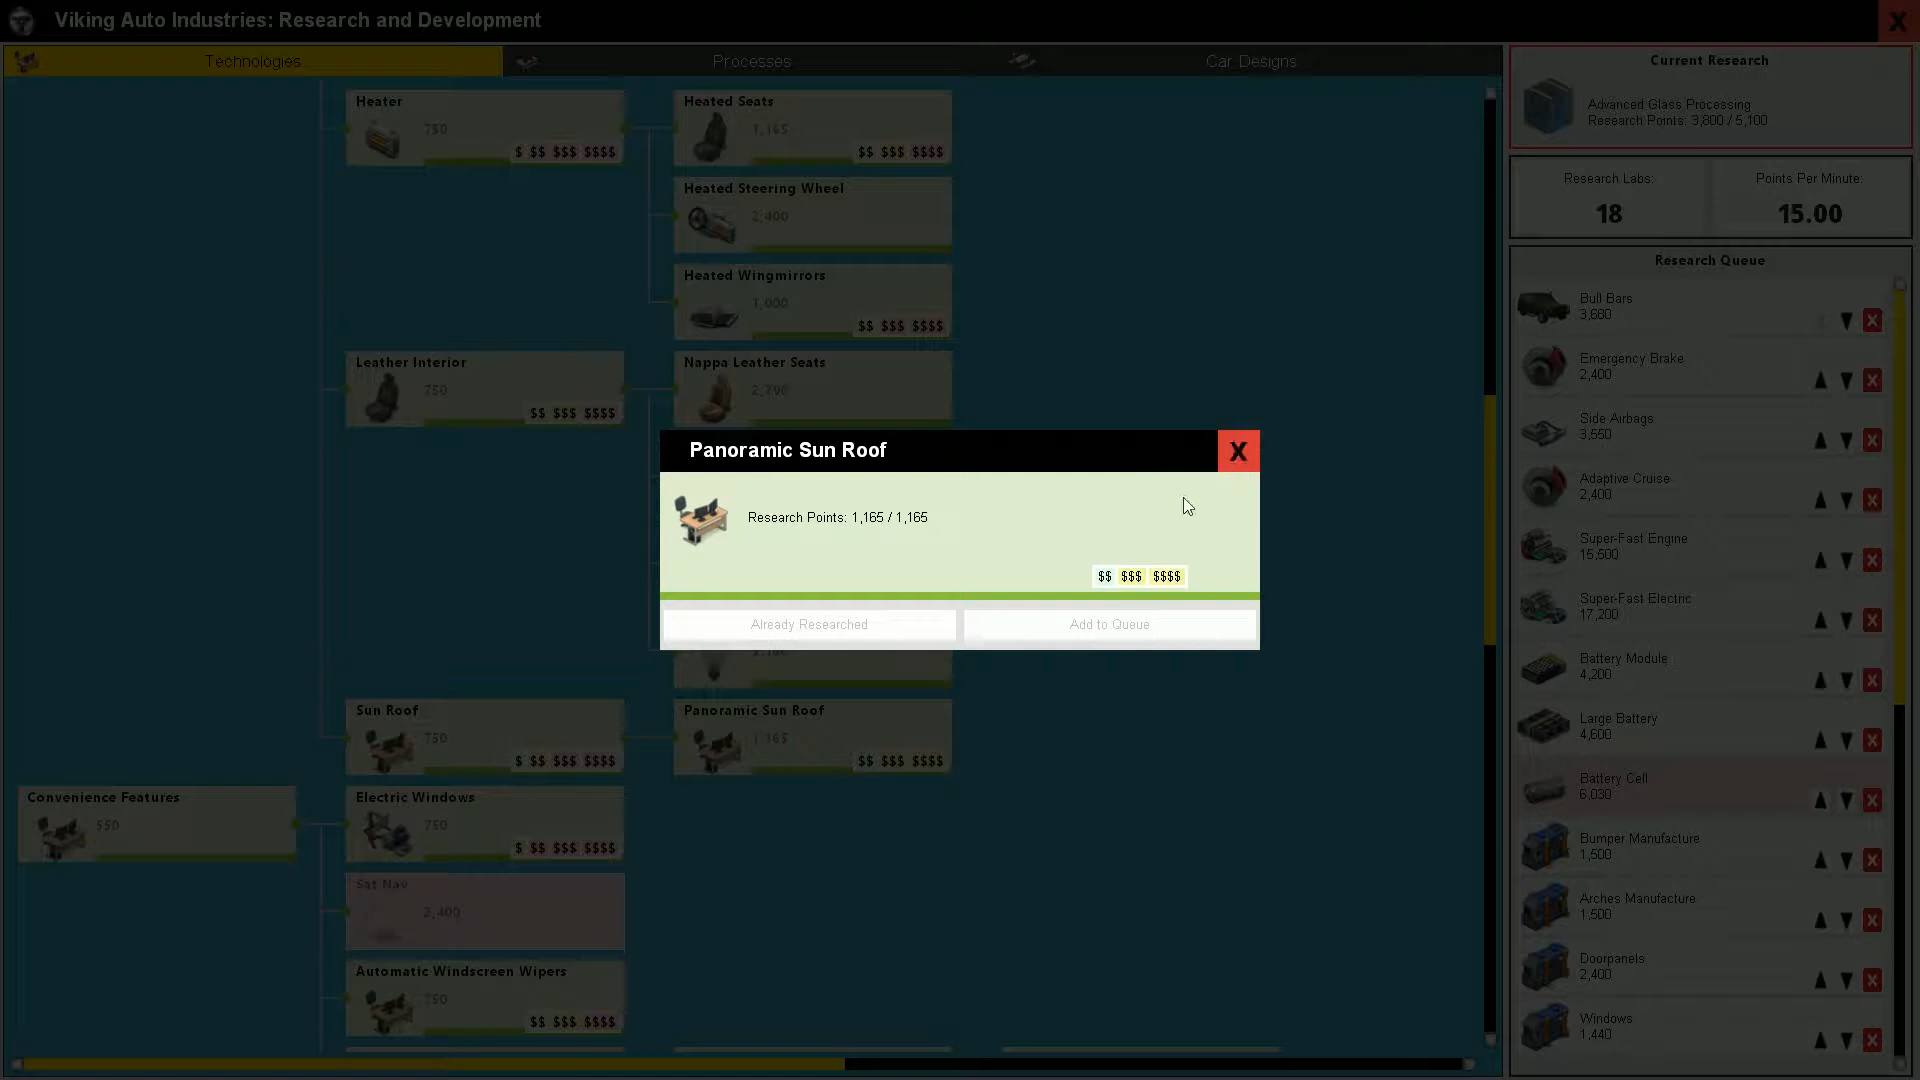 Viking Auto Industries: Research and Development
X
Technologies
Processes
Car Designs
Heater
750
$ $$ $$$ $$$$
Heated Seats
1,165
$$ $$$ $$$$
Heated Steering Wheel
2,400
Heated Wingmirrors
1,000
$$ $$$ $$$$
Leather Interior
750
$$ $$$ $$$$
Nappa Leather Seats
2,790
Panoramic Sun Roof
X
Research Points: 1,165 / 1,165
$$ $$$ $$$$
Already Researched
Add to Queue
Sun Roof
750
$ $$ $$$ $$$$
Panoramic Sun Roof
1,165
$$ $$$ $$$$
Convenience Features
550
Electric Windows
750
$ $$ $$$ $$$$
Sat Nav
2,400
Automatic Windscreen Wipers
750
$$ $$$ $$$$
Current Research
Advanced Glass Processing
Research Points: 3,800 / 5,100
Research Labs:
18
Points Per Minute:
15.00
Research Queue
Bull Bars
3,680
X
Emergency Brake
2,400
X
Side Airbags
3,550
X
Adaptive Cruise
2,400
X
Super-Fast Engine
15,500
X
Super-Fast Electric
17,200
X
Battery Module
4,200
X
Large Battery
4,600
X
Battery Cell
6,030
X
Bumper Manufacture
1,500
X
Arches Manufacture
1,500
X
Doorpanels
2,400
X
Windows
1,440
X